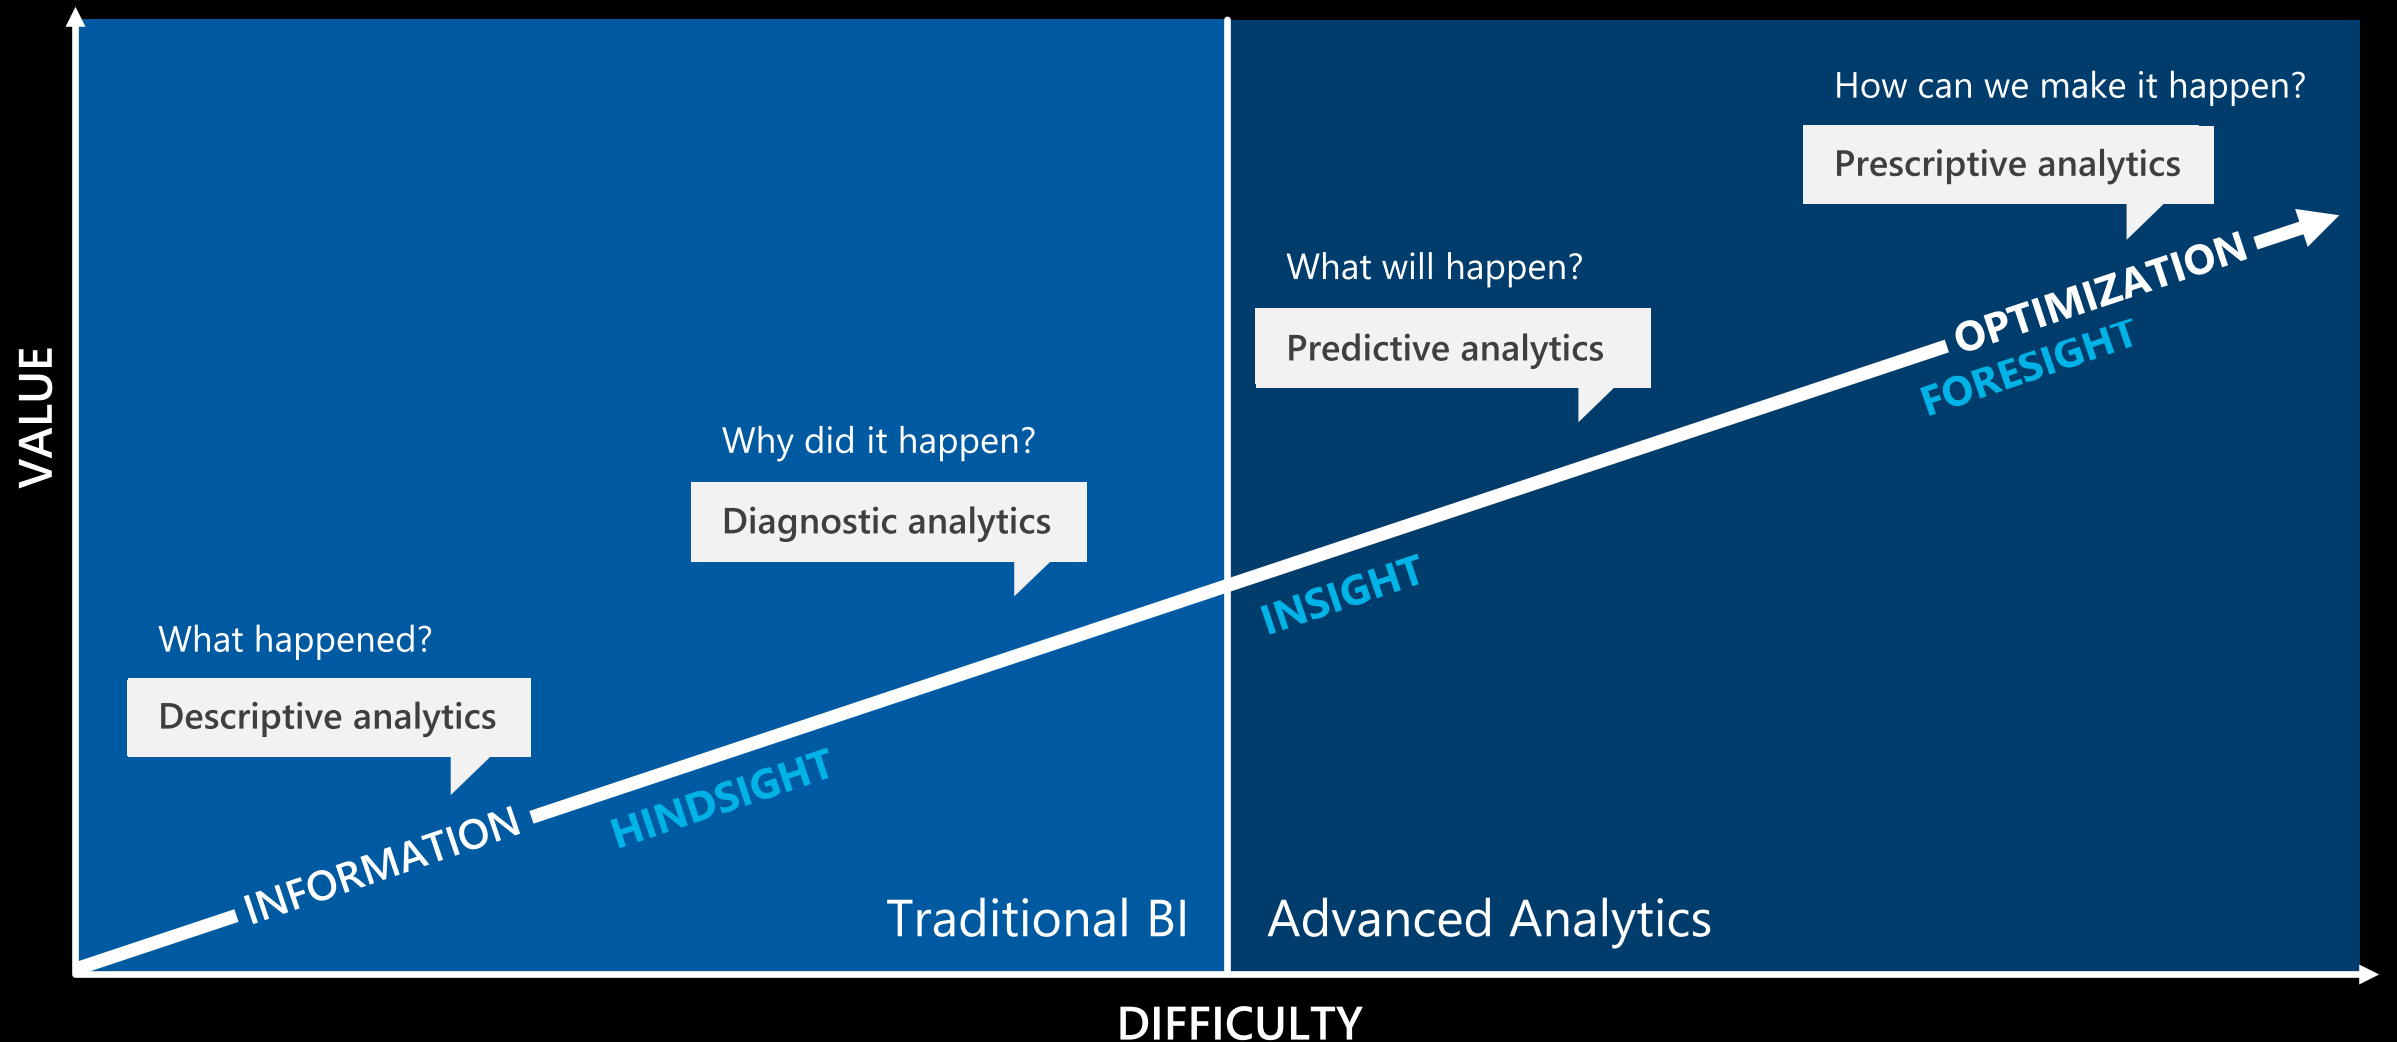 How can we make it happen?
Prescriptive analytics
What will happen?
Predictive analytics
OPTIMIZATION
FORESIGHT
VALUE
Why did it happen?
Diagnostic analytics
INSIGHT
What happened?
Descriptive analytics
INFORMATION
HINDSIGHT
Traditional BI
Advanced Analytics
DIFFICULTY